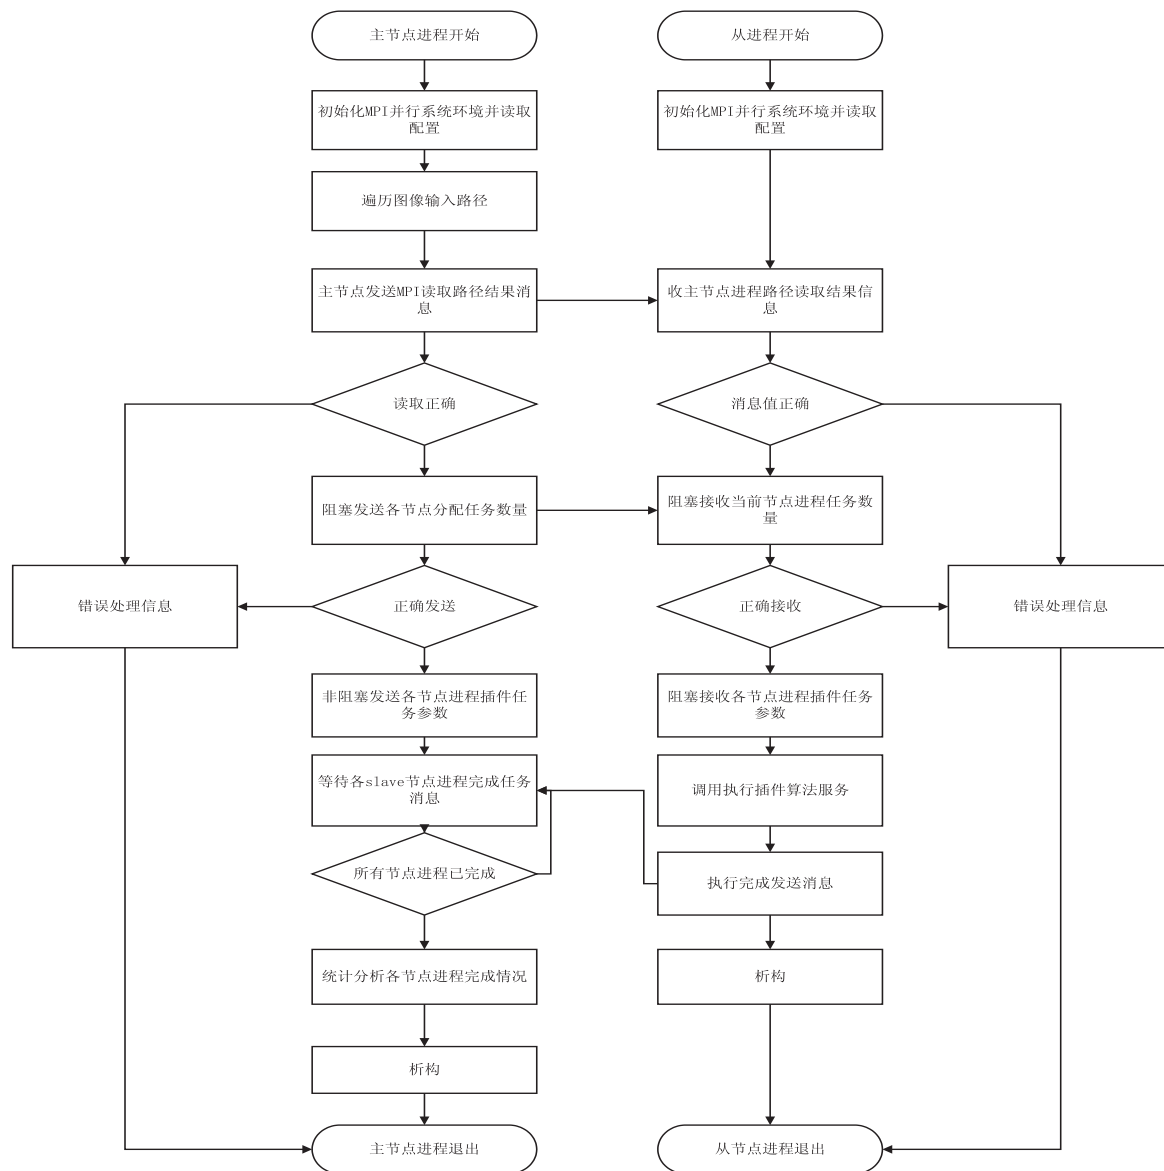 主节点进程开始
从进程开始
初始化MPI并行系统环境并读取
配置
初始化MPI并行系统环境并读取
配置
遍历图像输入路径
主节点发送MPI读取路径结果消
息
收主节点进程路径读取结果信
息
读取正确
消息值正确
阻塞发送各节点分配任务数量
阻塞接收当前节点进程任务数
量
错误处理信息
正确发送
正确接收
错误处理信息
非阻塞发送各节点进程插件任
务参数
阻塞接收各节点进程插件任务
参数
等待各slave节点进程完成任务
消息
调用执行插件算法服务
所有节点进程已完成
执行完成发送消息
统计分析各节点进程完成情况
析构
析构
主节点进程退出
从节点进程退出